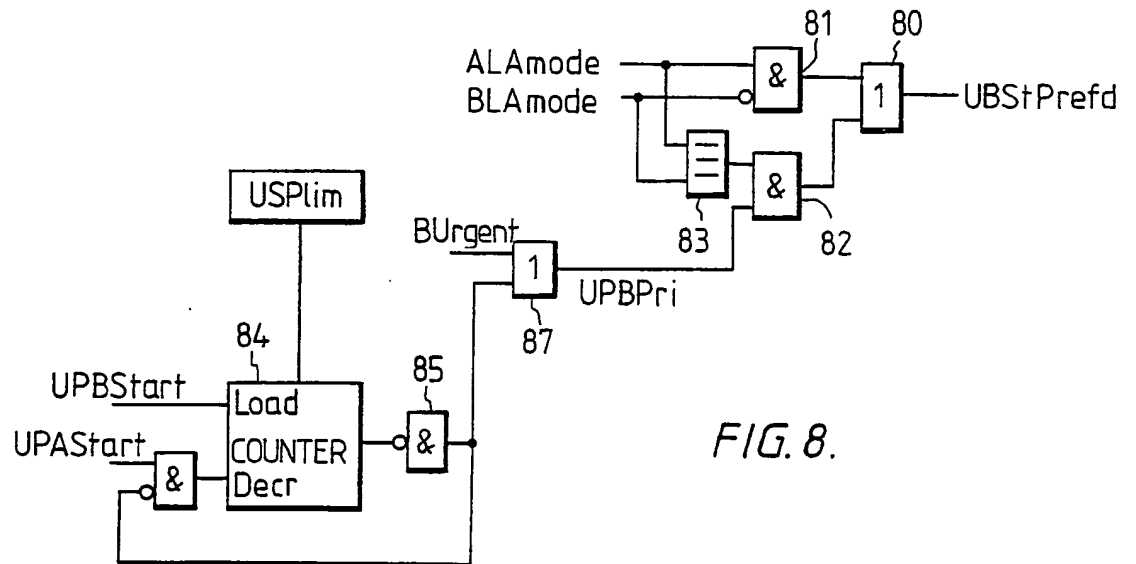 81
80
ALAmode
&
1
UBStPrefd
BLAmode
&
83
82
USPlim
BUrgent
1
UPBPri
87
84
85
UPBStart
Load
&
UPAStart
COUNTER
&
Decr
FIG. 8.